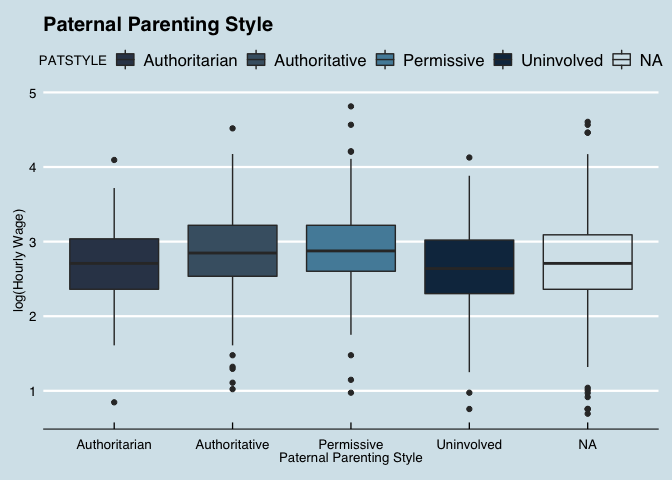 Paternal Parenting Style
PATSTYLE Authoritarian Authoritative Permissive Uninvolved NA
5
4
3
2
1
log(Hourly Wage)
Authoritarian Authoritative Permissive Uninvolved NA
Paternal Parenting Style